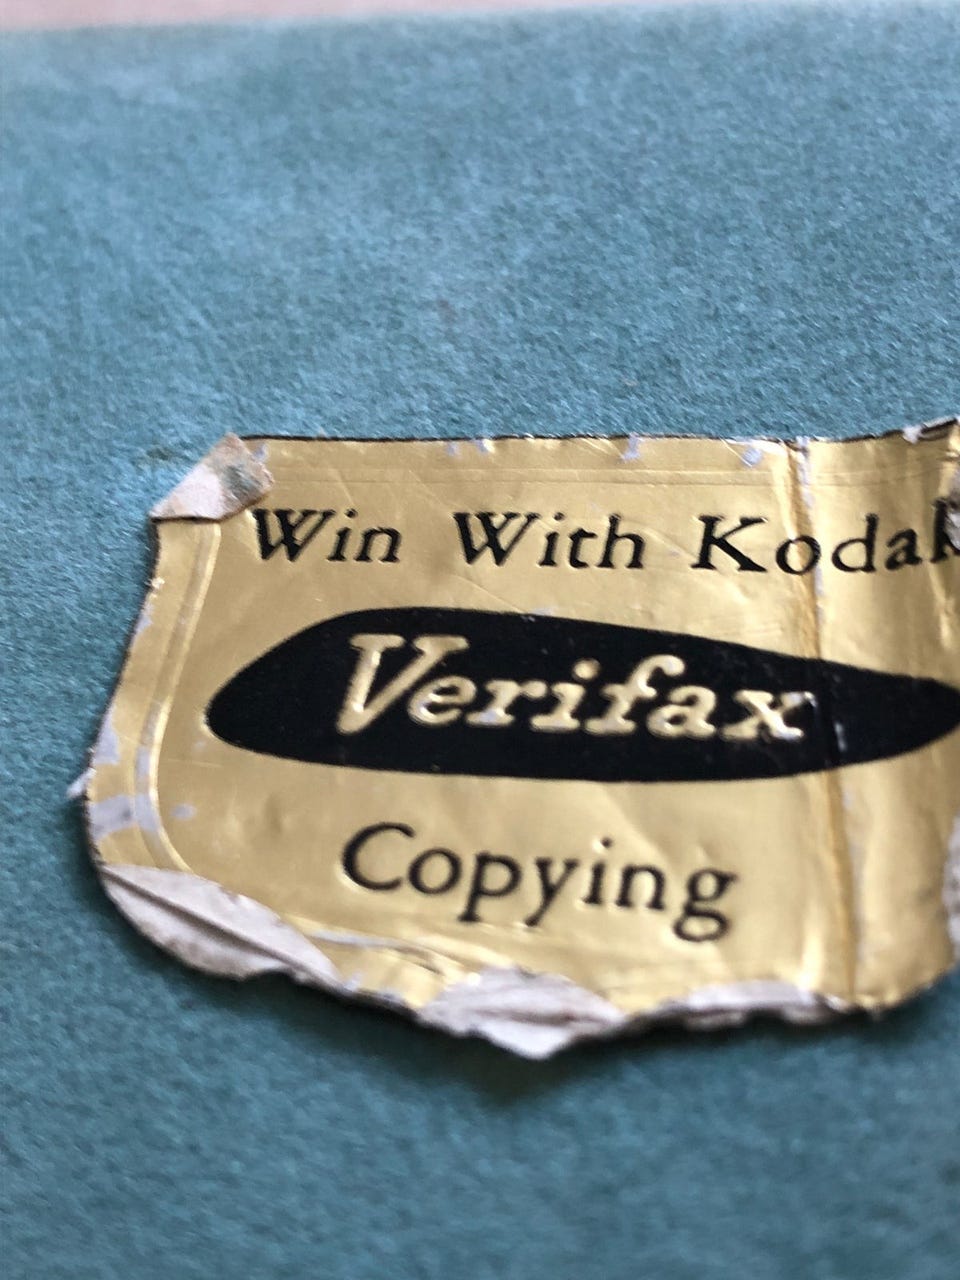 Win With Kodak
Verifax
Copying